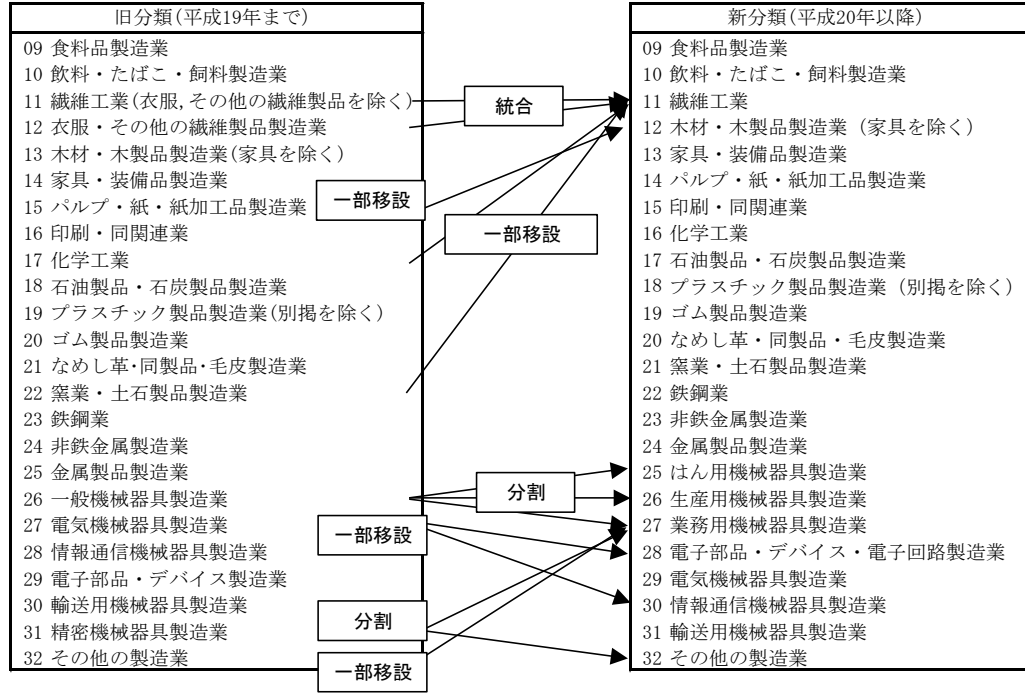 旧分類(平成19年まで)
09 食料品製造業
10 飲料・たばこ・飼料製造業
11 繊維工業(衣服,その他の繊維製品を除く)
12 衣服・その他の繊維製品製造業
13 木材・木製品製造業(家具を除く)
14 家具・装備品製造業
15 パルプ・紙・紙加工品製造業
16 印刷・同関連業
17 化学工業
18 石油製品・石炭製品製造業
19 プラスチック製品製造業(別掲を除く)
20 ゴム製品製造業
21 なめし革・同製品・毛皮製造業
22 窯業・土石製品製造業
23 鉄鋼業
24 非鉄金属製造業
25 金属製品製造業
26 一般機械器具製造業
27 電気機械器具製造業
28 情報通信機械器具製造業
29 電子部品・デバイス製造業
30 輸送用機械器具製造業
31 精密機械器具製造業
32 その他の製造業
統合
一部移設
一部移設
分割
一部移設
分割
一部移設
新分類(平成20年以降)
09 食料品製造業
10 飲料・たばこ・飼料製造業
11 繊維工業
12 木材・木製品製造業 (家具を除く)
13 家具・装備品製造業
14 パルプ・紙・紙加工品製造業
15 印刷・同関連業
16 化学工業
17 石油製品・石炭製品製造業
18 プラスチック製品製造業 (別掲を除く)
19 ゴム製品製造業
20 なめし革・同製品・毛皮製造業
21 窯業・土石製品製造業
22 鉄鋼業
23 非鉄金属製造業
24 金属製品製造業
25 はん用機械器具製造業
26 生産用機械器具製造業
27 業務用機械器具製造業
28 電子部品・デバイス・電子回路製造業
29 電気機械器具製造業
30 情報通信機械器具製造業
31 輸送用機械器具製造業
32 その他の製造業